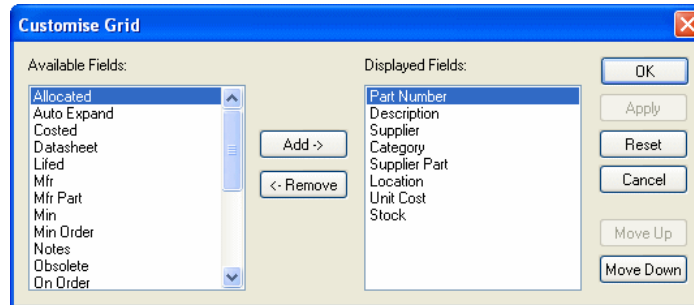 Customise Grid
Available Fields:
Allocated
Auto Expand
Costed
Datasheet
Lifed
Mfr
Mfr Part
Min
Min Order
Notes
Obsolete
On Order
Add ->
<- Remove
Displayed Fields:
Part Number
Description
Supplier
Category
Supplier Part
Location
Unit Cost
Stock
OK
Apply
Reset
Cancel
Move Up
Move Down